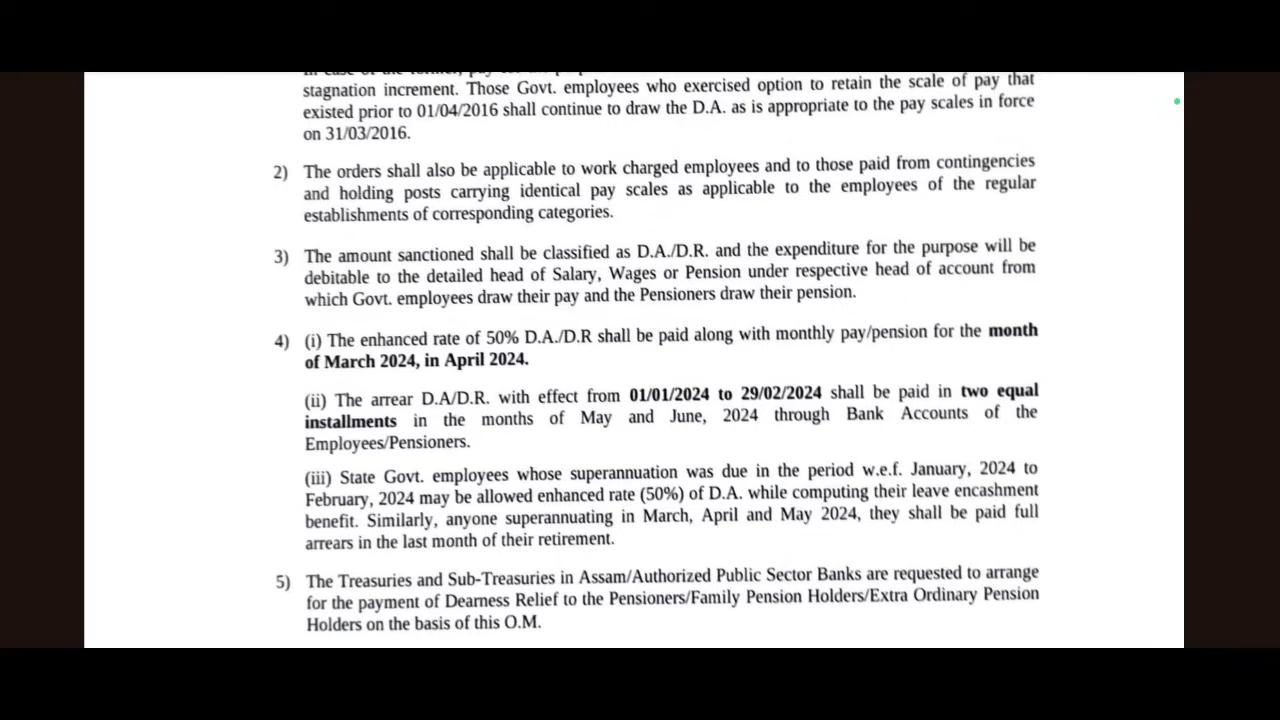 stagnation increment. Those Govt. employees who exercised option to retain the scale of pay that
existed prior to 01/04/2016 shall continue to draw the D.A. as is appropriate to the pay scales in force
on 31/03/2016.
2) The orders shall also be applicable to work charged employees and to those paid from contingencies
and holding posts carrying identical pay scales as applicable to the employees of the regular
establishments of corresponding categories.
3) The amount sanctioned shall be classified as D.A./D.R. and the expenditure for the purpose will be
debitable to the detailed head of Salary, Wages or Pension under respective head of account from
which Govt. employees draw their pay and the Pensioners draw their pension.
4) (i) The enhanced rate of 50% D.A./D.R shall be paid along with monthly pay/pension for the month
of March 2024, in April 2024.
(ii) The arrear D.A/D.R. with effect from 01/01/2024 to 29/02/2024 shall be paid in two equal
installments in the months of May and June, 2024 through Bank Accounts of the
Employees/Pensioners.
(iii) State Govt. employees whose superannuation was due in the period w.e.f. January, 2024 to
February, 2024 may be allowed enhanced rate (50%) of D.A. while computing their leave encashment
benefit. Similarly, anyone superannuating in March, April and May 2024, they shall be paid full
arrears in the last month of their retirement.
5) The Treasuries and Sub-Treasuries in Assam/Authorized Public Sector Banks are requested to arrange
for the payment of Dearness Relief to the Pensioners/Family Pension Holders/Extra Ordinary Pension
Holders on the basis of this O.M.